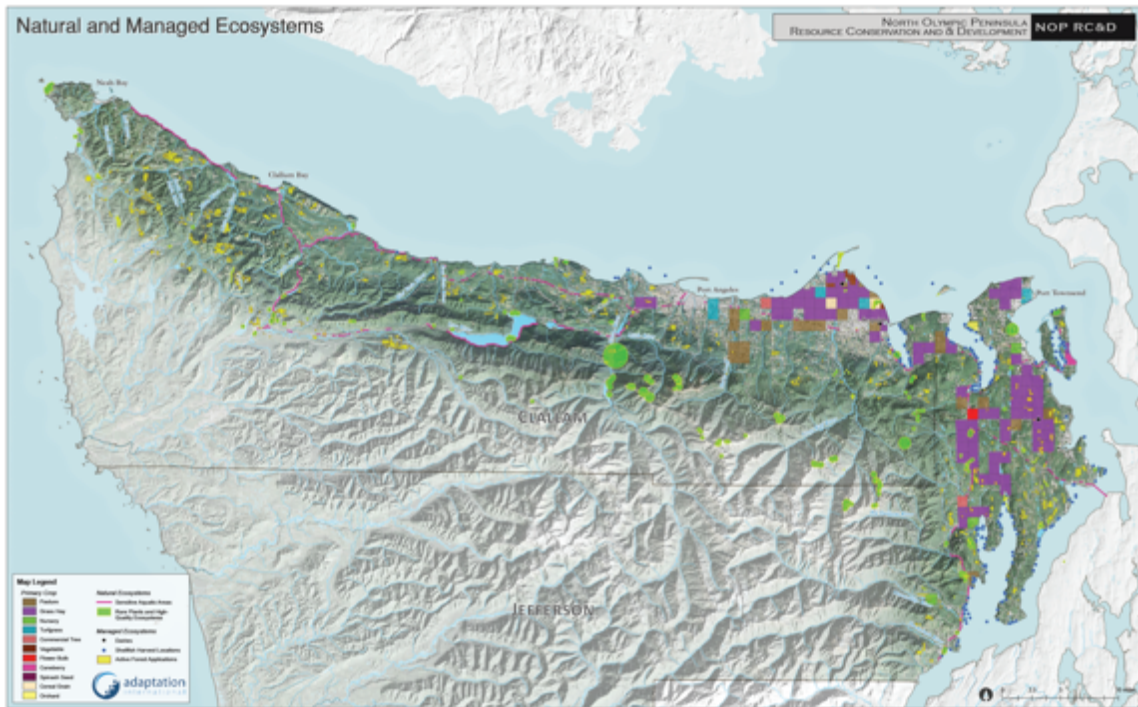 Natural and Managed Ecosystems
North Olympic Peninsula
Resource Conservation and & Development
NOP RC&D
Neah Bay
Clallam Bay
Port Angeles
Port Townsend
Clallam
Jefferson
Map Legend
Primary Crop
Pasture
Grass Hay
Nursery
Turfgrass
Commercial Tree
Vegetable
Flower Bulb
Caneberry
Spinach Seed
Cereal Grain
Orchard
Natural Ecosystems
Sensitive Aquatic Areas
Rare Plants and High-
Quality Ecosystems
Managed Ecosystems
Dairies
Shellfish Harvest Locations
Active Forest Applications
adaptation
international